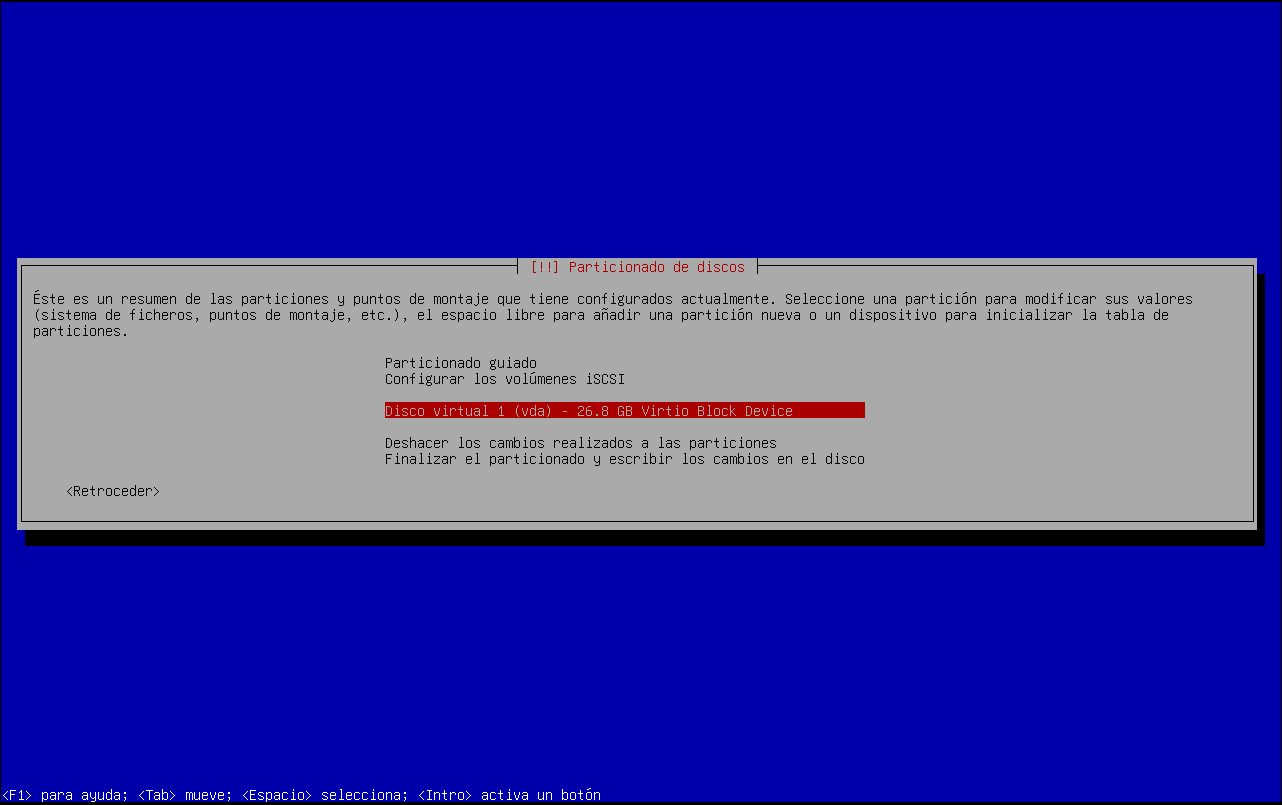 [!!] Particionado de discos
Éste es un resumen de las particiones y puntos de montaje que tiene configurados actualmente. Seleccione una partición para modificar sus valores
(sistema de ficheros, puntos de montaje, etc.), el espacio libre para añadir una partición nueva o un dispositivo para inicializar la tabla de
particiones.
Particionado guiado
Configurar los volúmenes iSCSI
Disco virtual 1 (vda) - 26.8 GB Virtio Block Device
Deshacer los cambios realizados a las particiones
Finalizar el particionado y escribir los cambios en el disco
<Retroceder>
<F1> para ayuda; <Tab> mueve; <Espacio> selecciona; <Intro> activa un botón